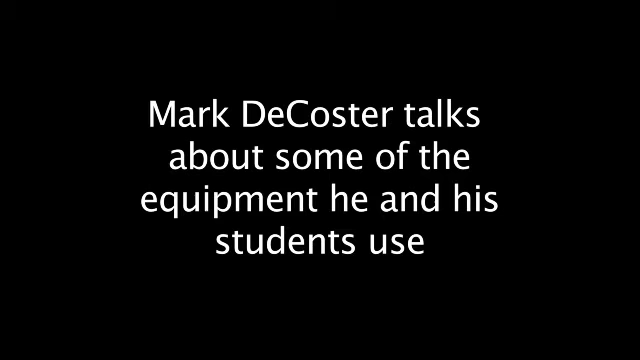 Mark DeCoster talks
about some of the
equipment he and his
students use